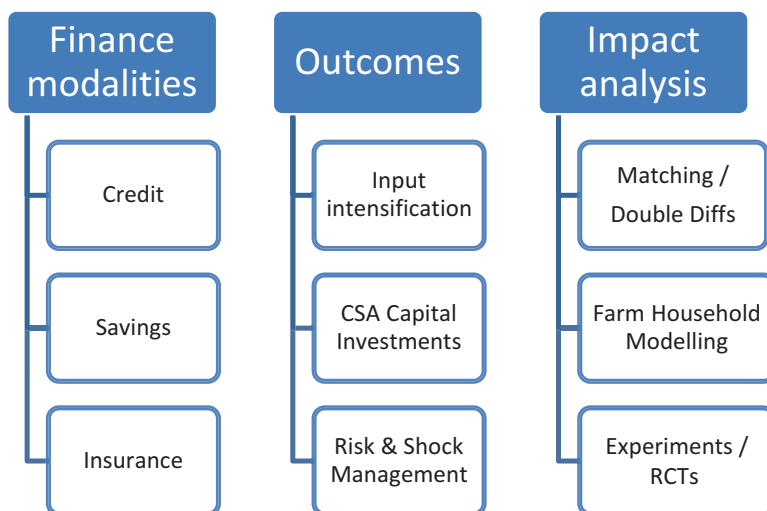 Finance
modalities
Credit
Savings
Insurance
Outcomes
Input
intensification
CSA Capital
Investments
Risk & Shock
Management
Impact
analysis
Matching /
Double Diffs
Farm Household
Modelling
Experiments /
RCTs